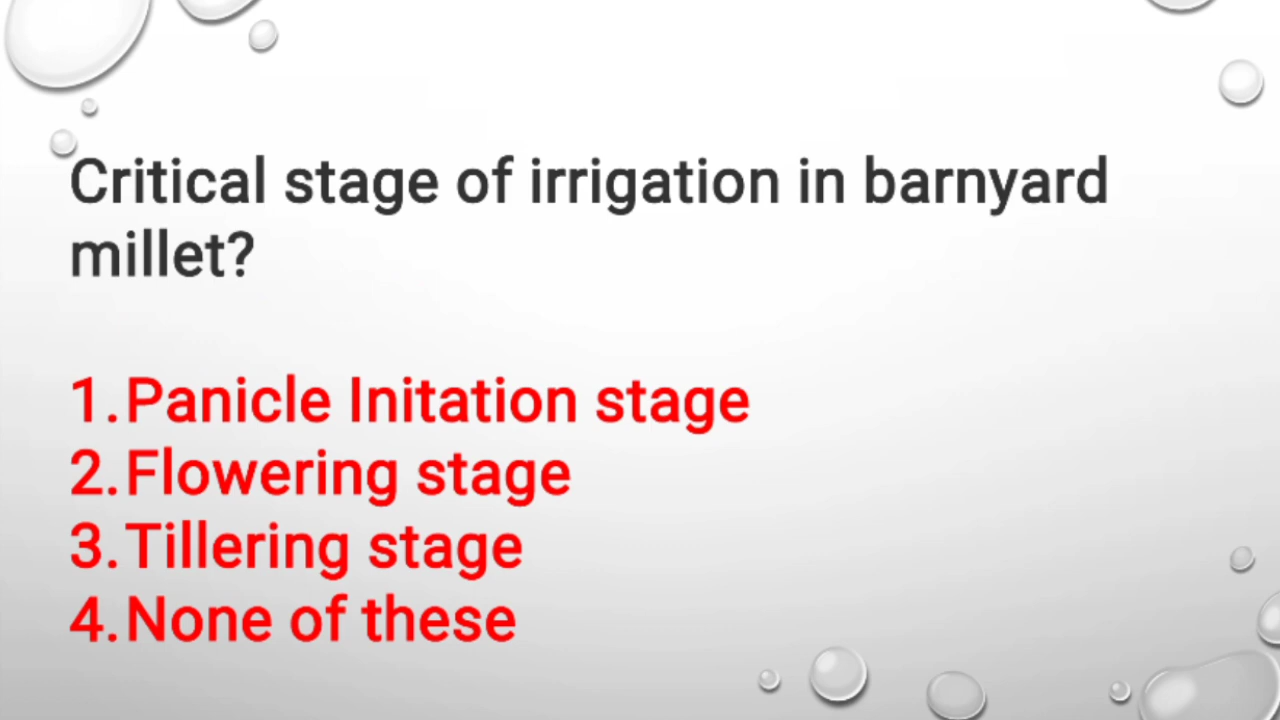 Critical stage of irrigation in barnyard
millet?
1. Panicle Initation stage
2. Flowering stage
3. Tillering stage
4. None of these